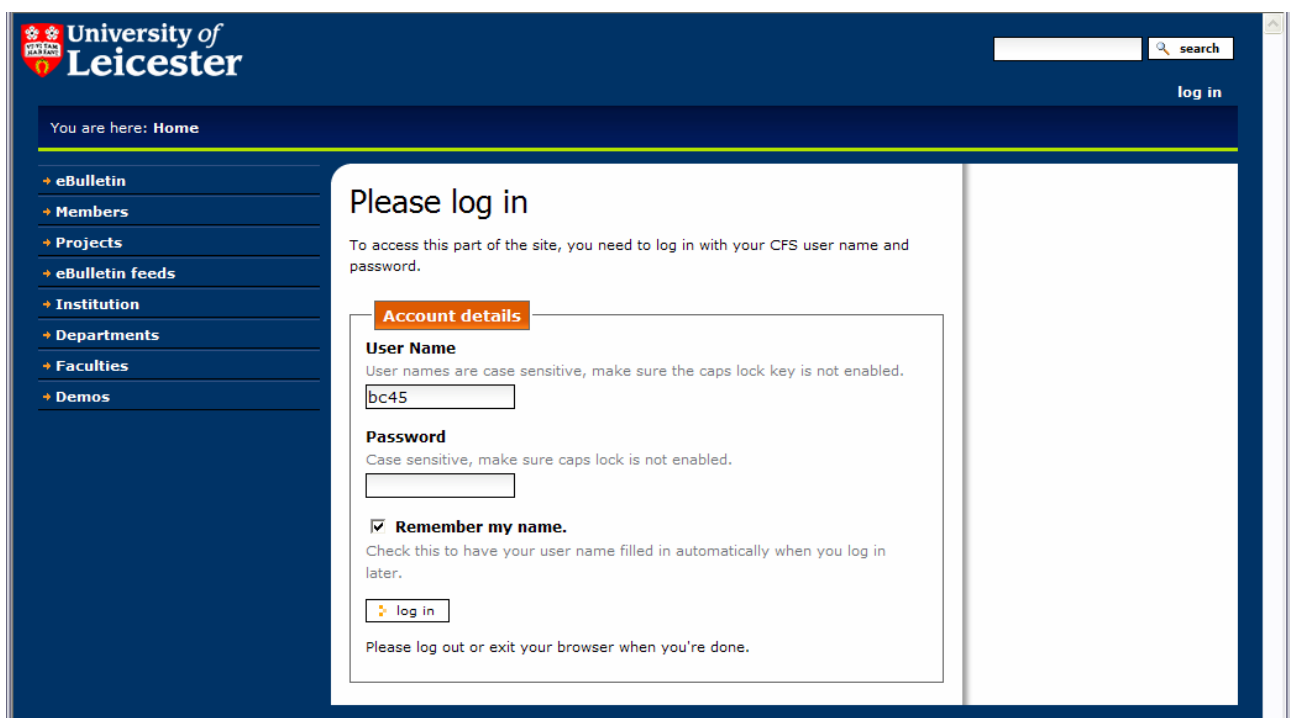 University of
Leicester
search
log in
You are here: Home
eBulletin
Members
Projects
eBulletin feeds
Institution
Departments
Faculties
Demos
Please log in
To access this part of the site, you need to log in with your CFS user name and
password.
Account details
User Name
User names are case sensitive, make sure the caps lock key is not enabled.
bc45
Password
Case sensitive, make sure caps lock is not enabled.
Remember my name.
Check this to have your user name filled in automatically when you log in
later.
log in
Please log out or exit your browser when you're done.